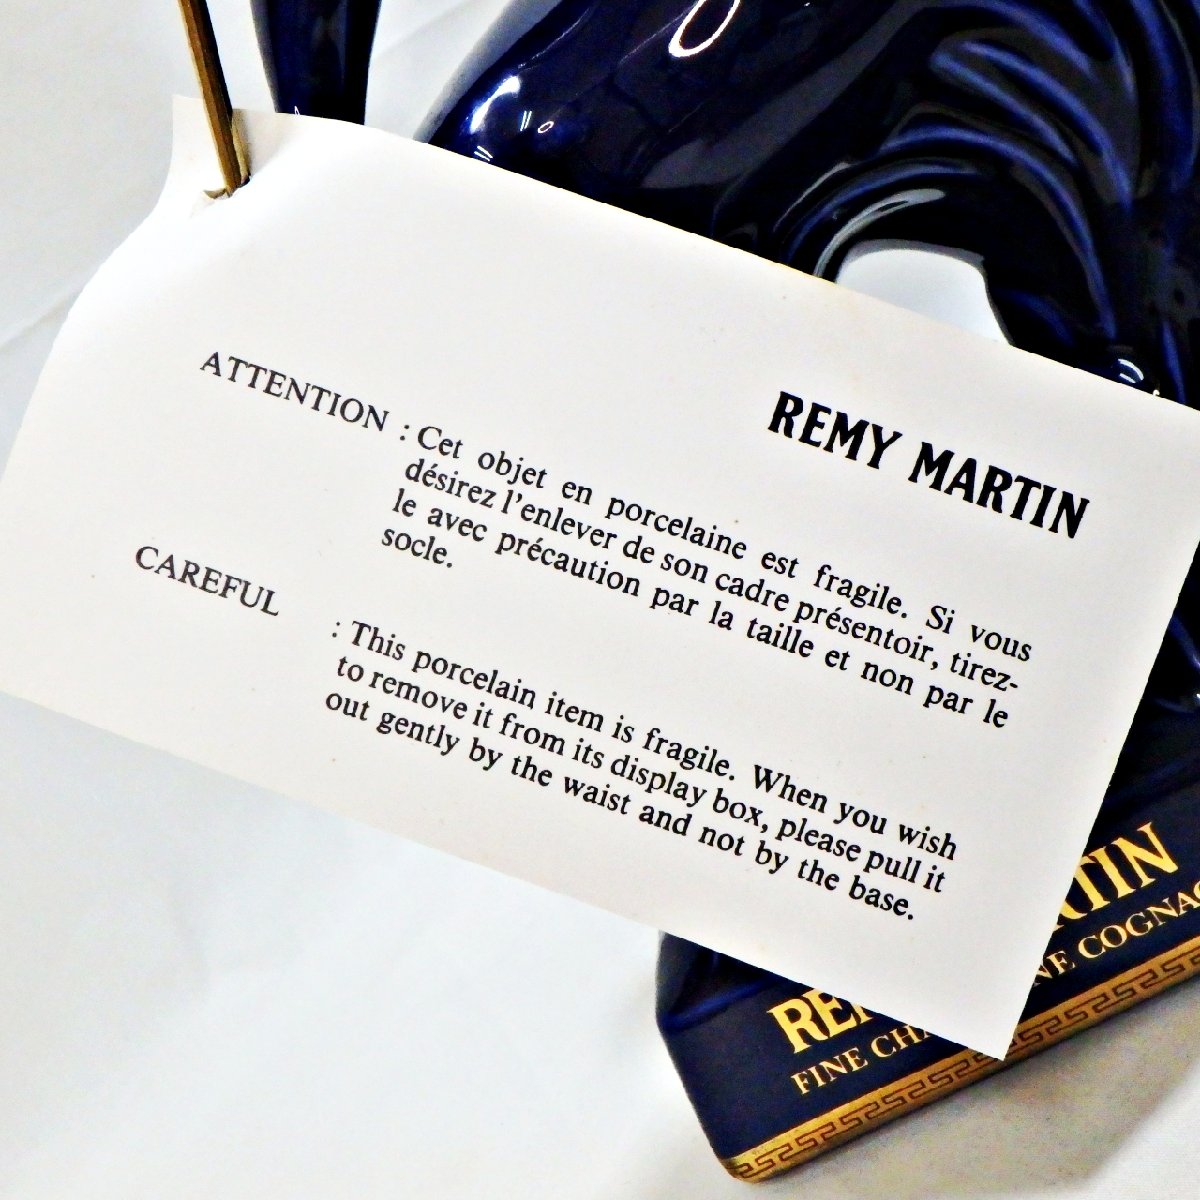 REMY MARTIN
ATTENTION : Cet objet en porcelaine est fragile. Si vous
désirez l'enlever de son cadre présentoir, tirez-
le avec précaution par la taille et non par le
socle.
CAREFUL : This porcelain item is fragile. When you wish
to remove it from its display box, please pull it
out gently by the waist and not by the base.